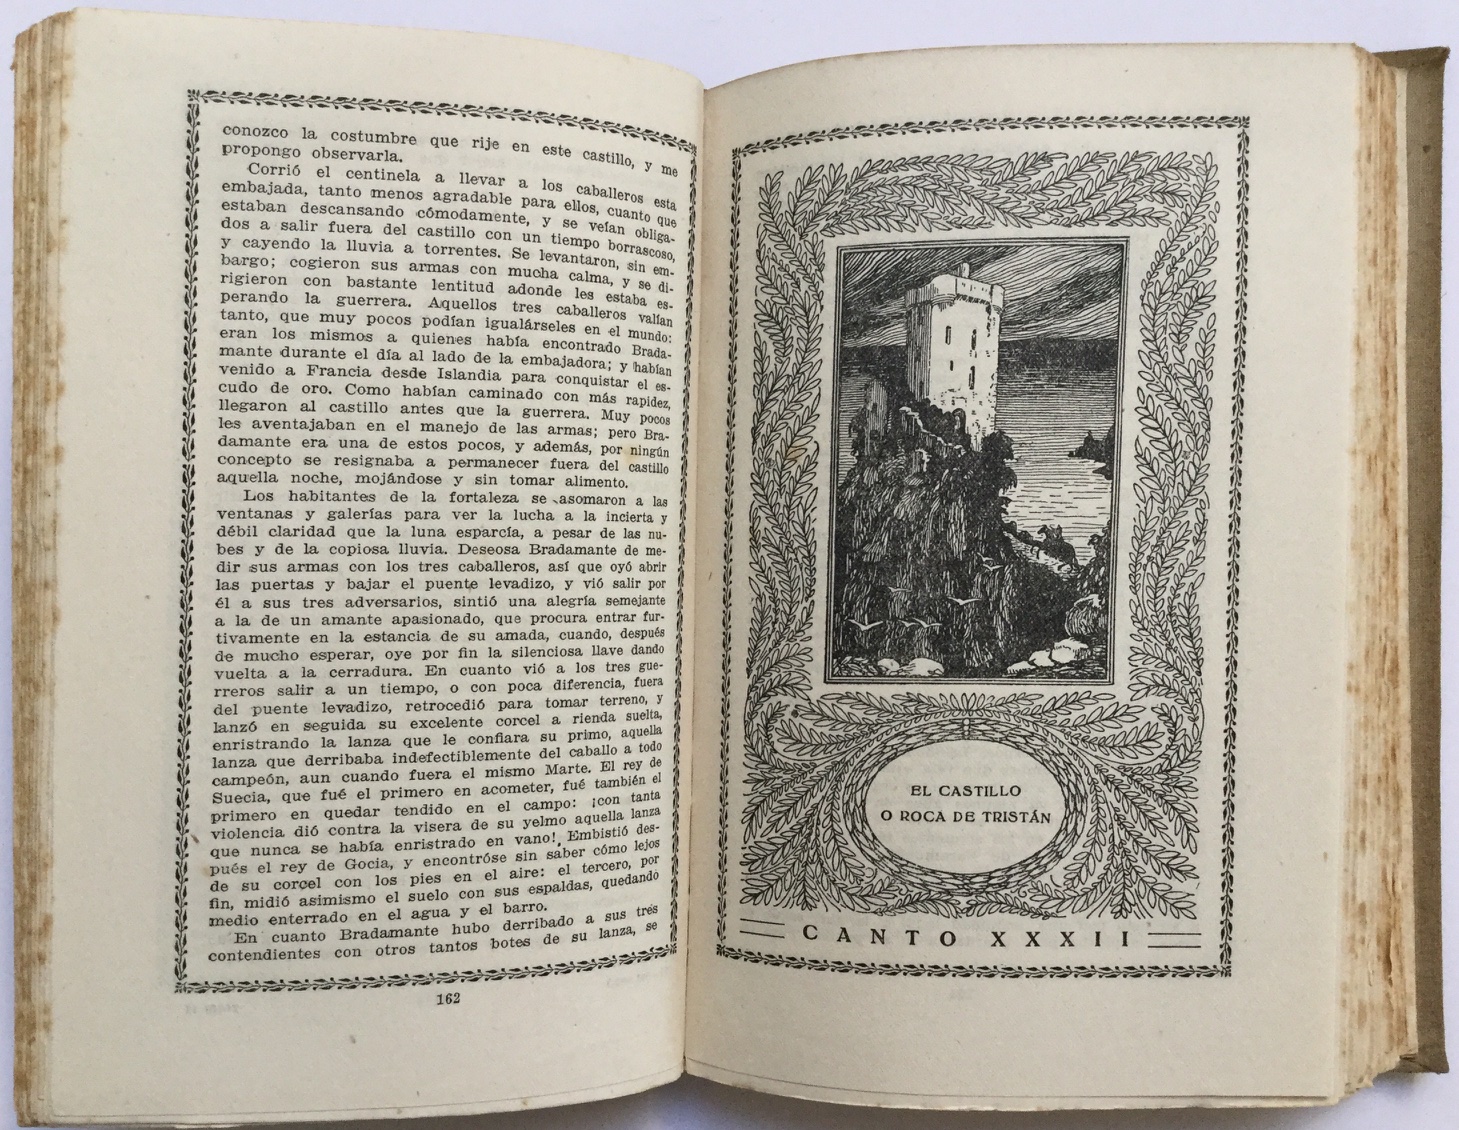 conozco la costumbre que rije en este castillo, y me
propongo observarla.
Corrió el centinela a llevar a los caballeros esta
embajada, tanto menos agradable para ellos, cuanto que
estaban descansando cómodamente, y se veían obliga-
dos a salir fuera del castillo con un tiempo borrascoso,
y cayendo la lluvia a torrentes. Se levantaron, sin em-
bargo; cogieron sus armas con mucha calma, y se di-
rigieron con bastante lentitud adonde les estaba es-
perando la guerrera. Aquellos tres caballeros valían
tanto, que muy pocos podían igualárseles en el mundo:
eran los mismos a quienes había encontrado Brada-
mante durante el día al lado de la embajadora; y habían
venido a Francia desde Islandia para conquistar el es-
cudo de oro. Como habían caminado con más rapidez,
llegaron al castillo antes que la guerrera. Muy pocos
les aventajaban en el manejo de las armas; pero Bra-
damante era una de estos pocos, y además, por ningún
concepto se resignaba a permanecer fuera del castillo
aquella noche, mojándose y sin tomar alimento.
Los habitantes de la fortaleza se asomaron a las
ventanas y galerías para ver la lucha a la incierta y
débil claridad que la luna esparcía, a pesar de las nu-
bes y de la copiosa lluvia. Deseosa Bradamante de me-
dir sus armas con los tres caballeros, así que oyó abrir
las puertas y bajar el puente levadizo, y vió salir por
él a sus tres adversarios, sintió una alegría semejante
a la de un amante apasionado, que procura entrar fur-
tivamente en la estancia de su amada, cuando, después
de mucho esperar, oye por fin la silenciosa llave dando
vuelta a la cerradura. En cuanto vió a los tres gue-
rreros salir a un tiempo, o con poca diferencia, fuera
del puente levadizo, retrocedió para tomar terreno, y
lanzó en seguida su excelente corcel a rienda suelta,
enristrando la lanza que le confiara su primo, aquella
lanza que derribaba indefectiblemente del caballo a todo
campeón, aun cuando fuera el mismo Marte. El rey de
Suecia, que fué el primero en acometer, fué también el
primero en quedar tendido en el campo: ¡con tanta
violencia dió contra la visera de su yelmo aquella lanza
que nunca se había enristrado en vano! Embistió des-
pués el rey de Gocia, y encontróse sin saber cómo lejos
de su corcel con los pies en el aire: el tercero, por
fin, midió asimismo el suelo con sus espaldas, quedando
medio enterrado en el agua y el barro.
En cuanto Bradamante hubo derribado a sus tres
contendientes con otros tantos botes de su lanza, se
162
EL CASTILLO
O ROCA DE TRISTÁN
CANTO XXXII